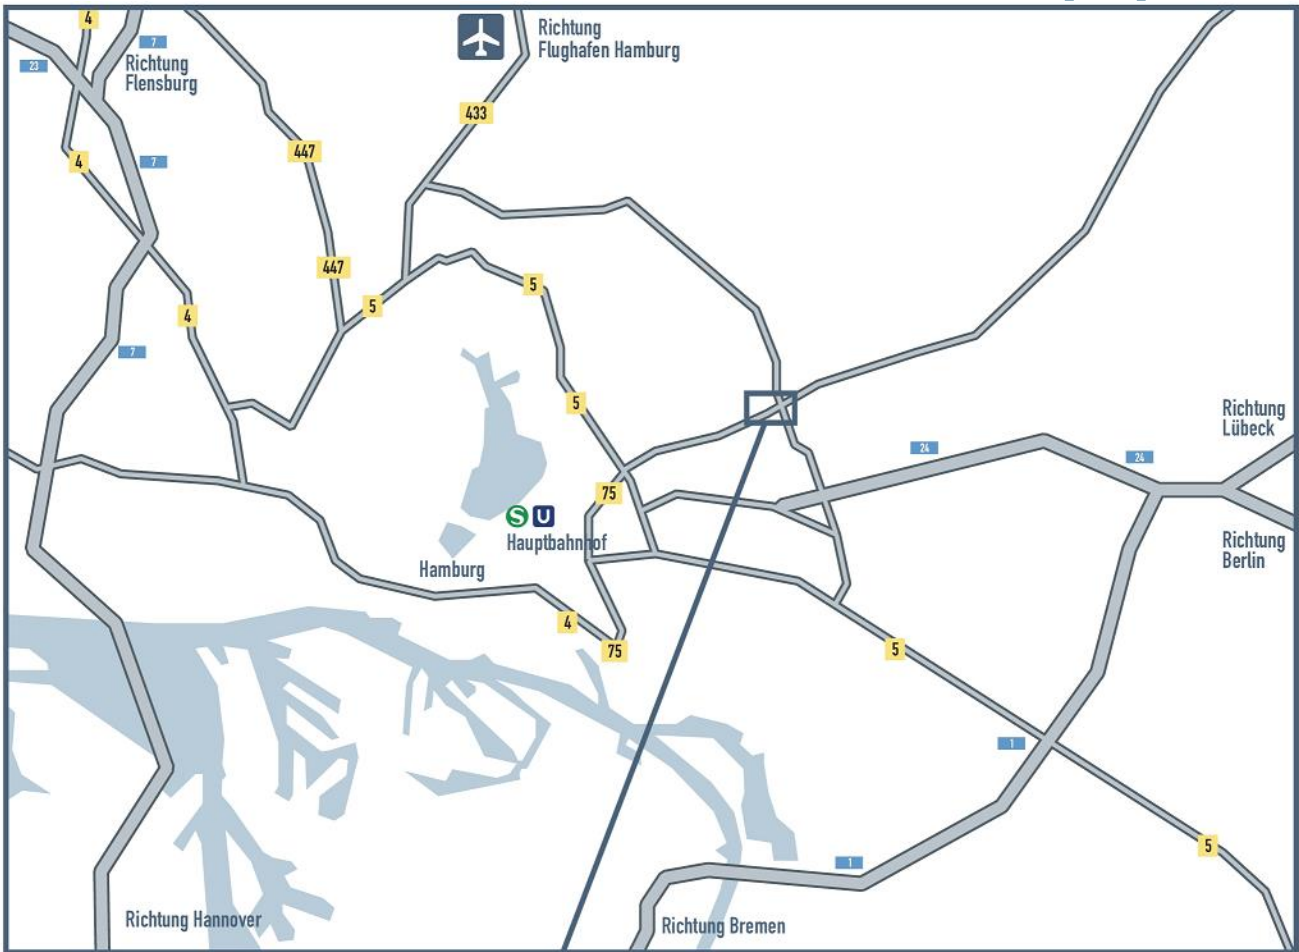 4
7
Richtung
Flughafen Hamburg
23
Richtung
Flensburg
433
447
4
7
447
5
5
4
7
5
Richtung
Lübeck
24
24
75
S U
Hauptbahnhof
Richtung
Berlin
Hamburg
4
75
5
1
5
1
Richtung Hannover
Richtung Bremen